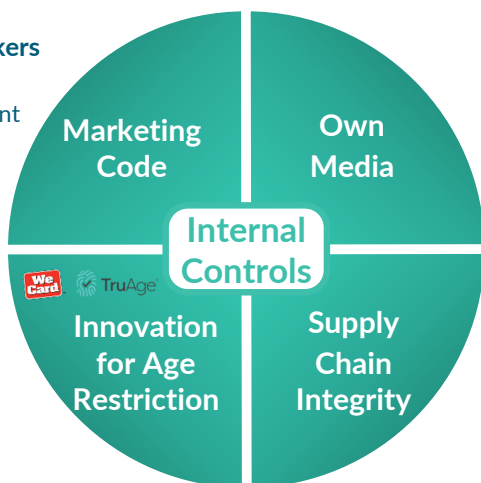 kers
nt
Marketing
Code
Own
Media
Internal
Controls
We
Card
TruAge
Innovation
for Age
Restriction
Supply
Chain
Integrity